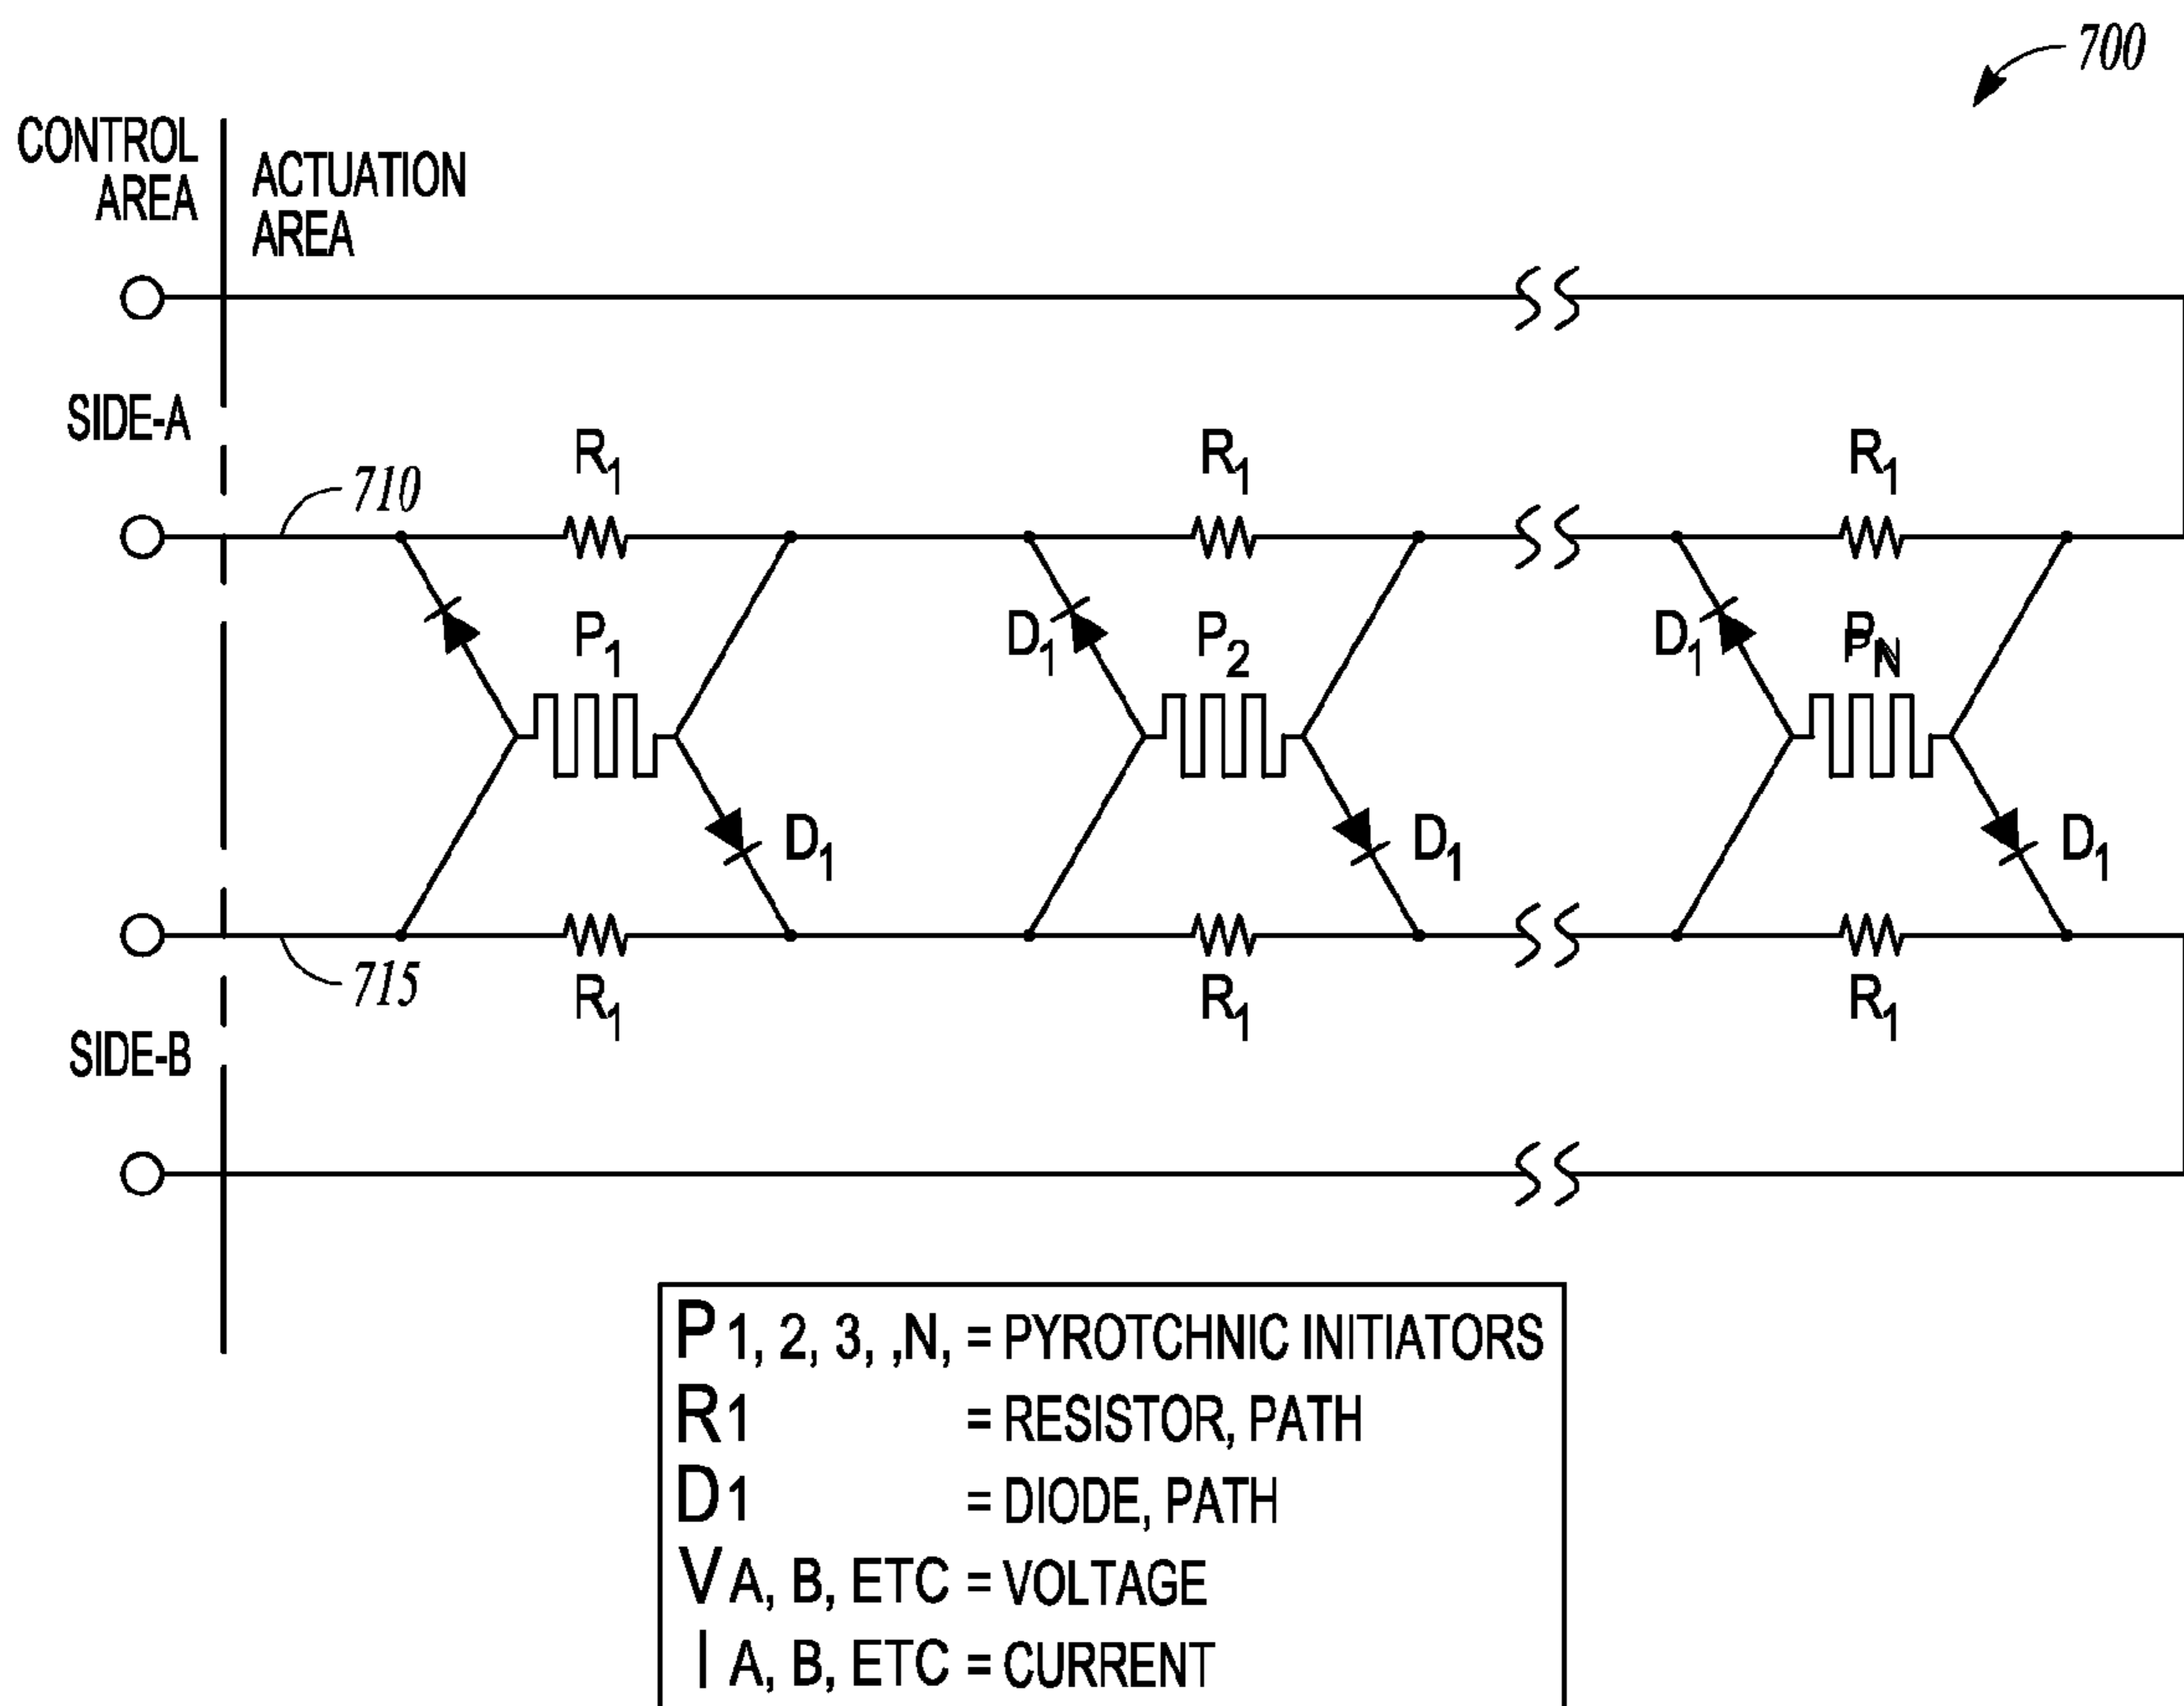 700
CONTROL
AREA
ACTUATION
AREA
SIDE-A
710
R1
R1
R1
P1
D1
P2
D1
PN
D1
D1
D1
715
R1
R1
R1
SIDE-B
P 1, 2, 3, ,N, = PYROTCHNIC INITIATORS
R1 = RESISTOR, PATH
D1 = DIODE, PATH
V A, B, ETC = VOLTAGE
I A, B, ETC = CURRENT